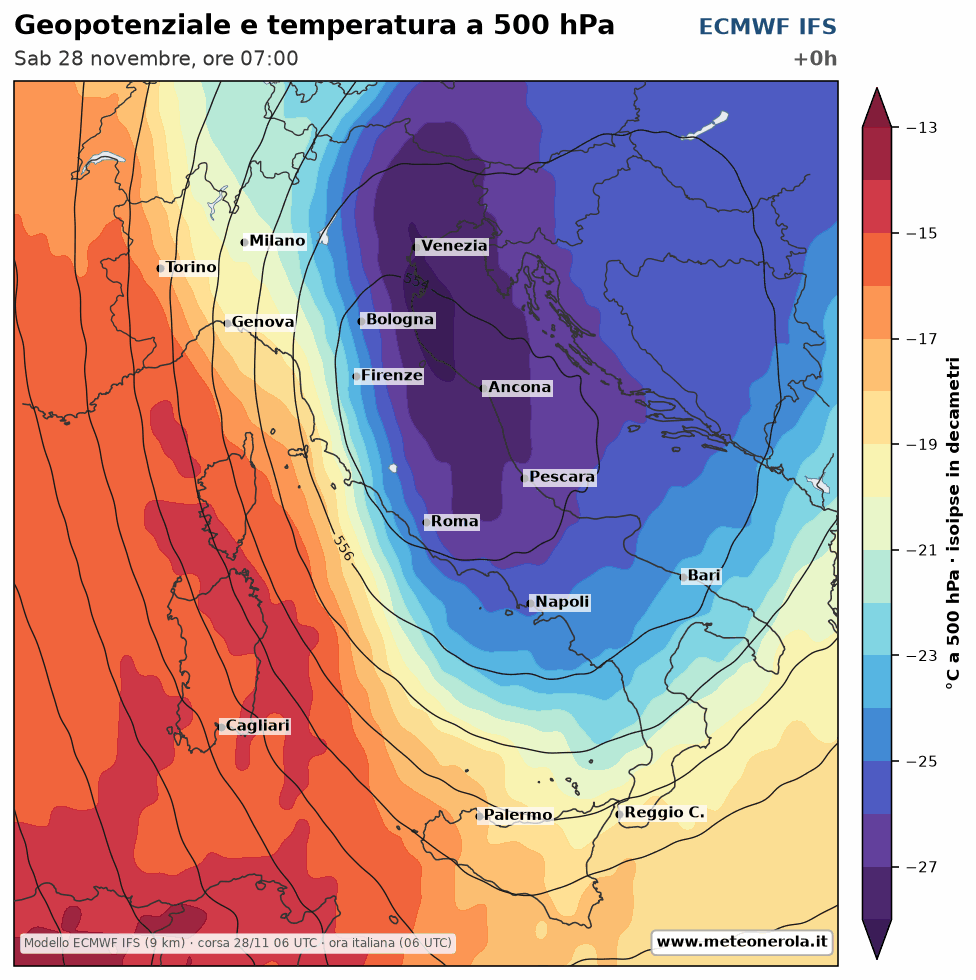 Geopotenziale e temperatura a 500 hPa
ECMWF IFS
Sab 28 novembre, ore 07:00
+0h
Milano
Venezia
Torino
Genova
Bologna
Firenze
Ancona
Pescara
Roma
556
Bari
Napoli
Cagliari
Palermo
Reggio C.
−13
−15
−17
−19
−21
−23
−25
−27
°C a 500 hPa · isoipse in decametri
Modello ECMWF IFS (9 km) · corsa 28/11 06 UTC · ora italiana (06 UTC)
www.meteonerola.it